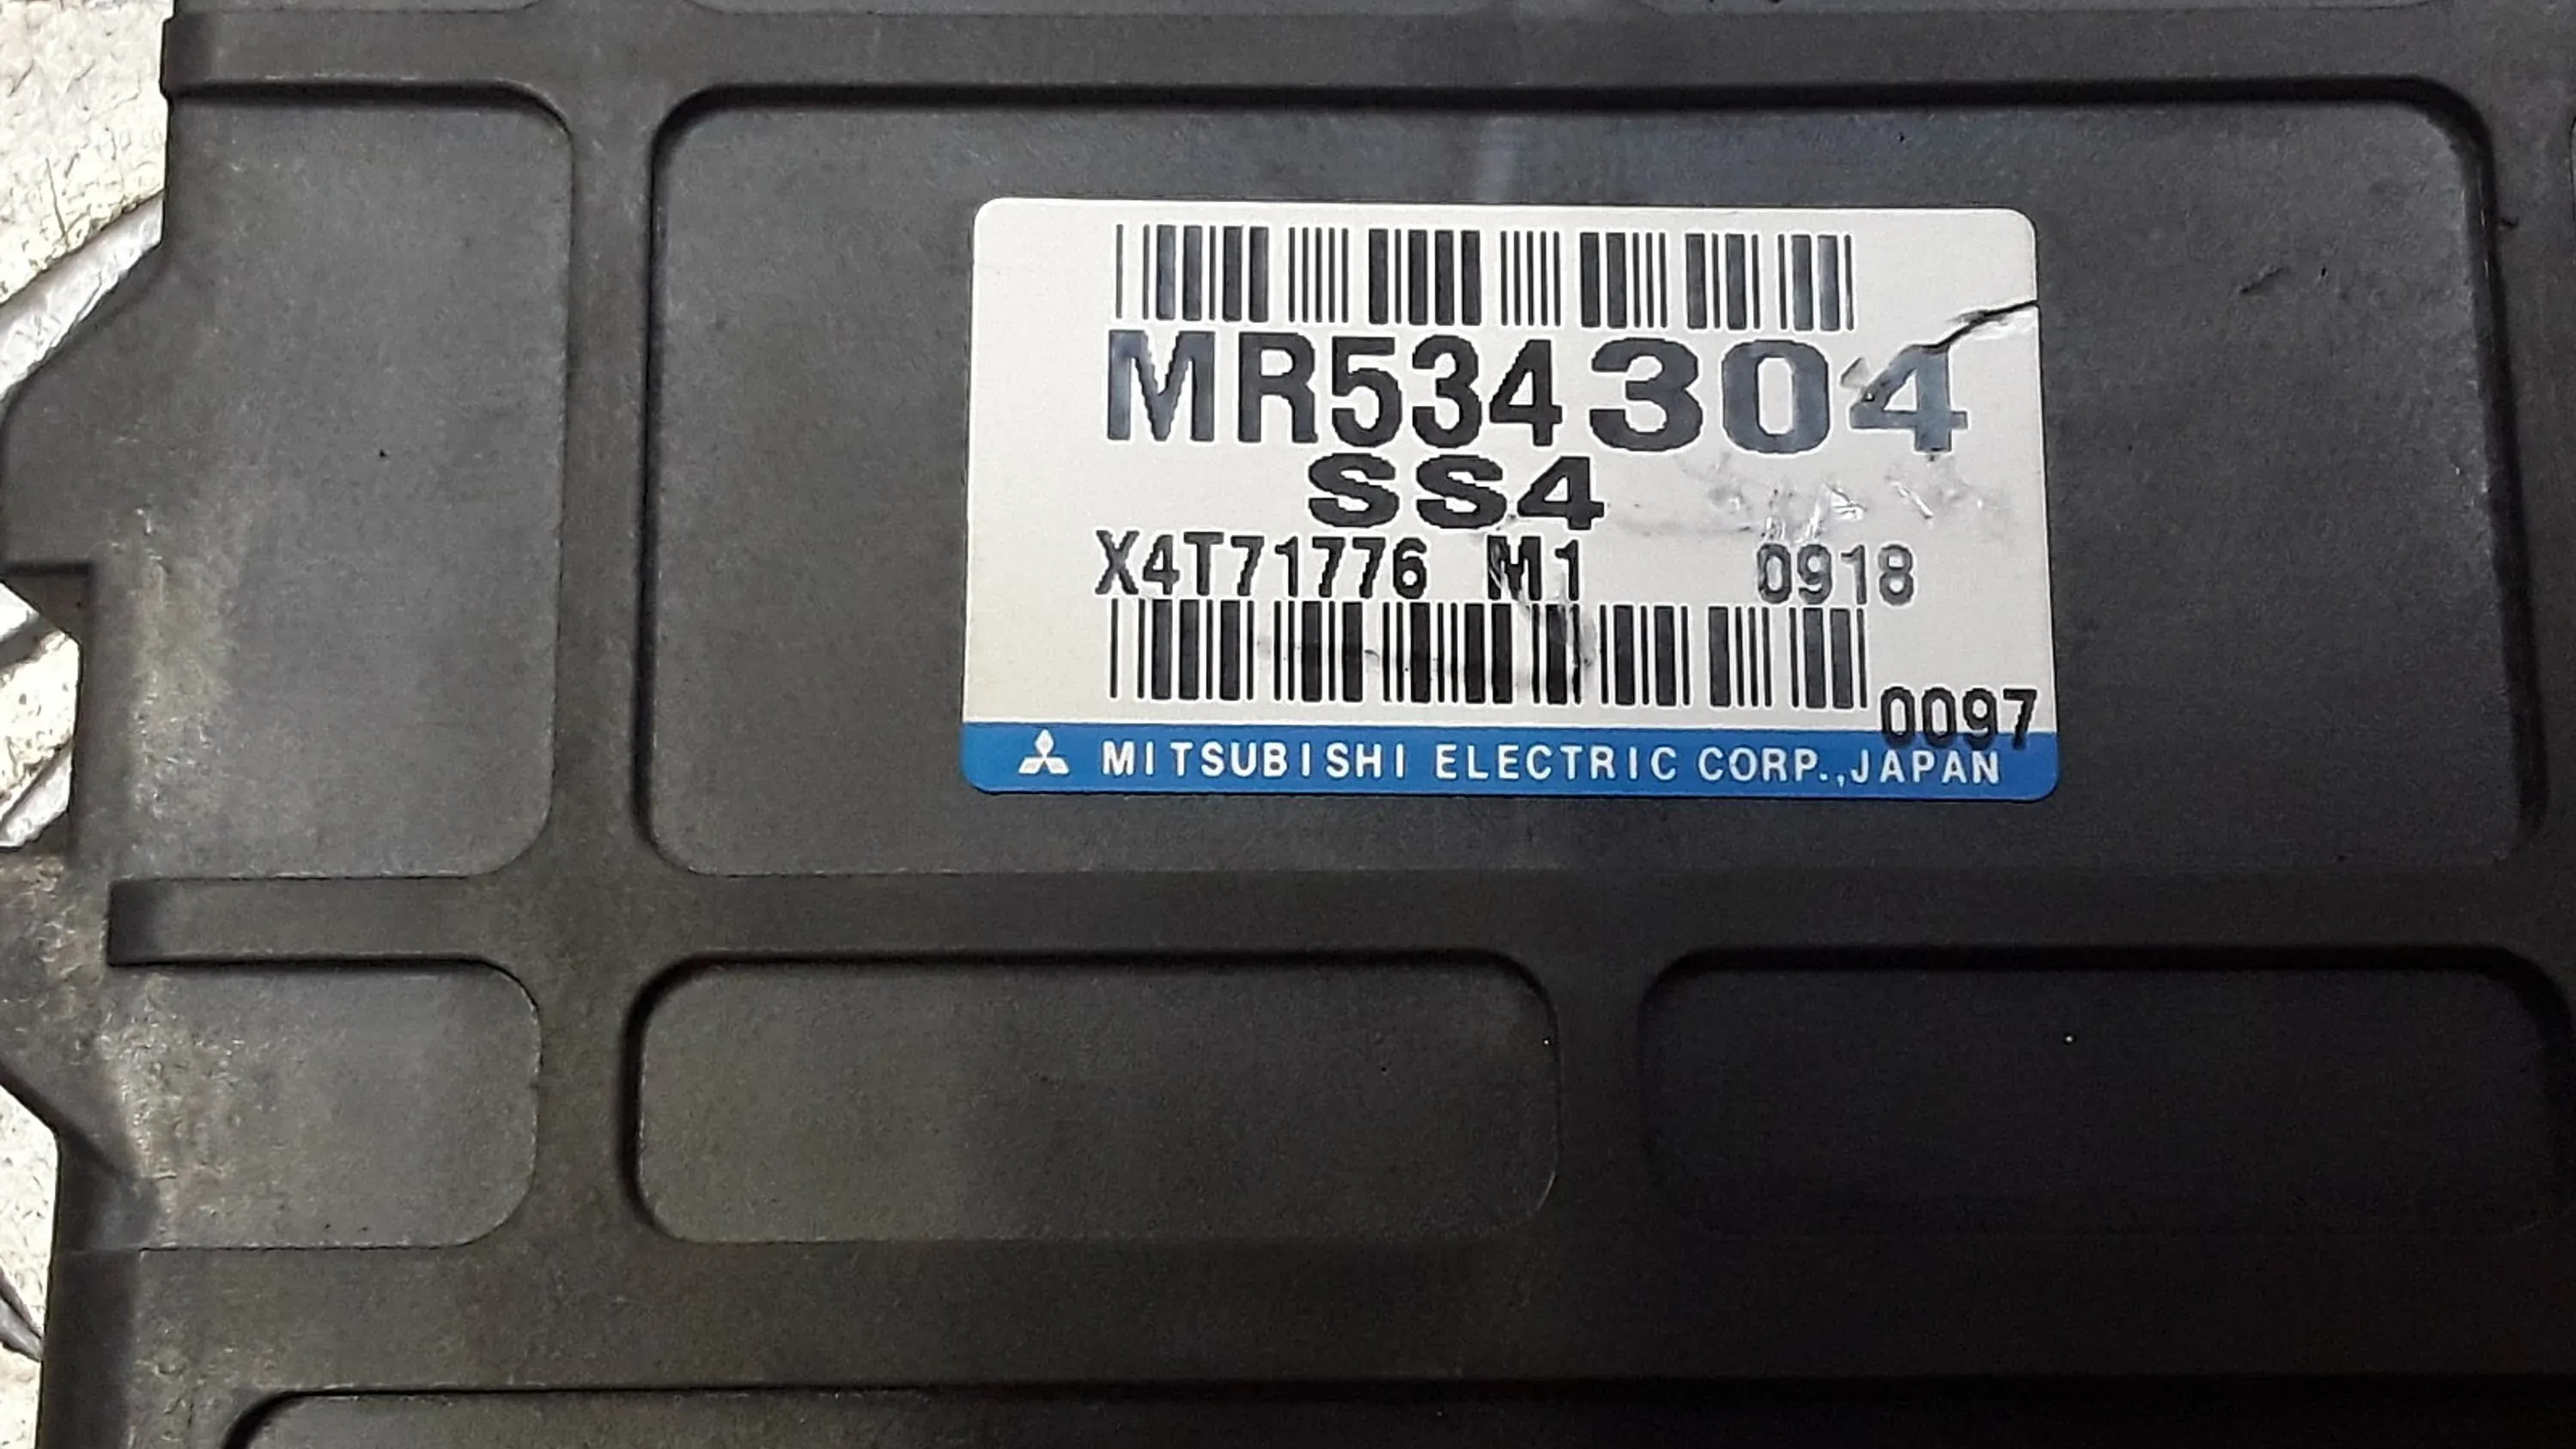 MR534304
SS4
X4T71776 M1 0918
0097
MITSUBISHI ELECTRIC CORP.,JAPAN